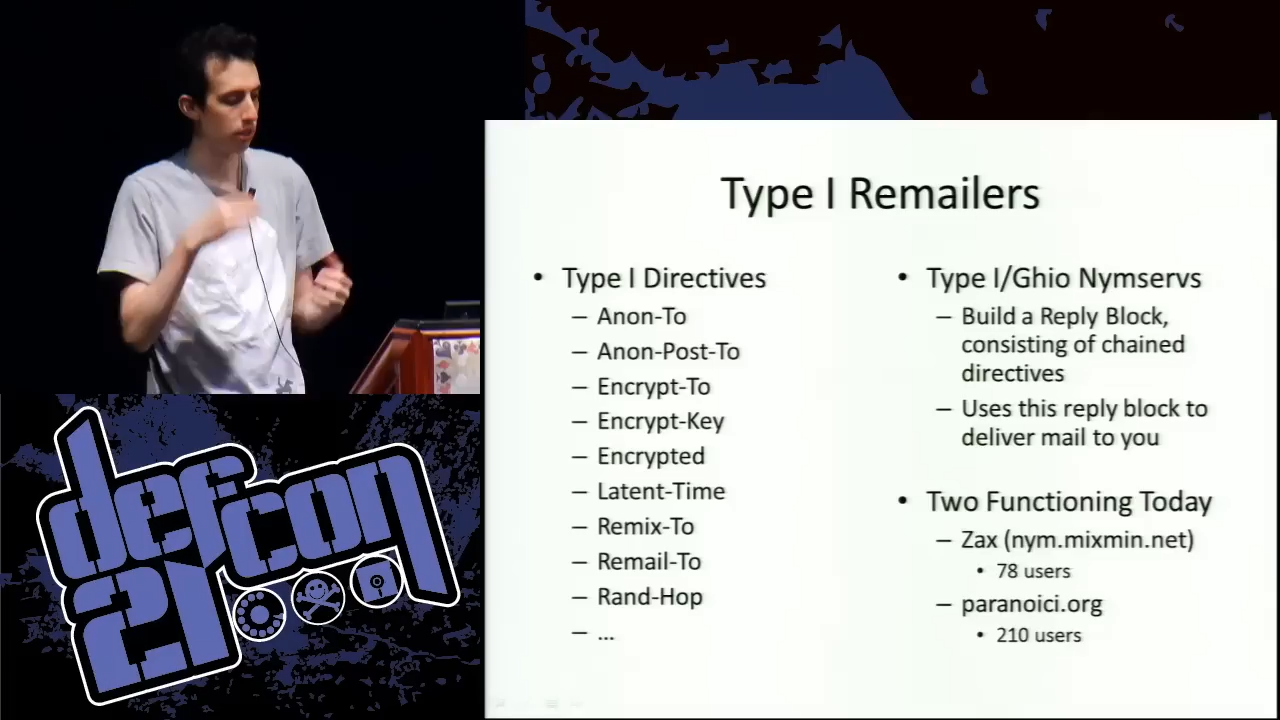 Type I Remailers
• Type I Directives
– Anon-To
– Anon-Post-To
– Encrypt-To
– Encrypt-Key
– Encrypted
– Latent-Time
– Remix-To
– Remail-To
– Rand-Hop
– ...
• Type I/Ghio Nymservs
– Build a Reply Block,
consisting of chained
directives
– Uses this reply block to
deliver mail to you
• Two Functioning Today
– Zax (nym.mixmin.net)
• 78 users
– paranoici.org
• 210 users
defcon
21